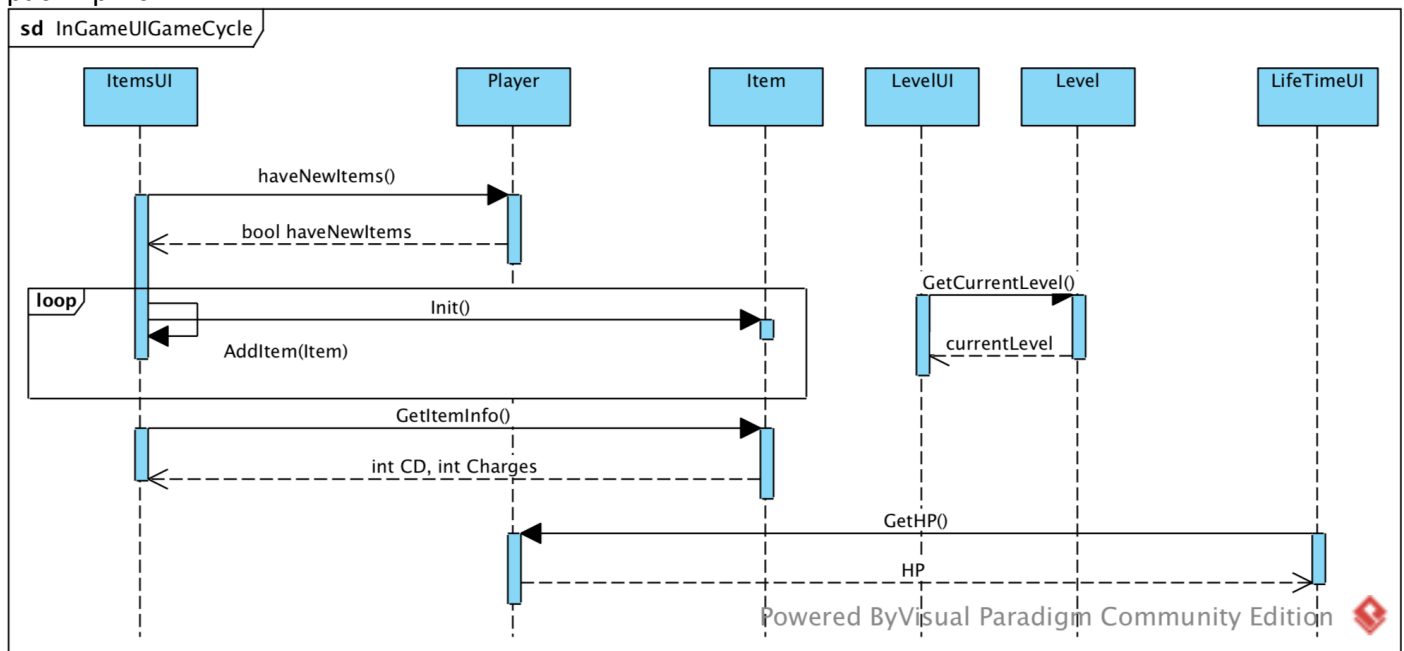 sd InGameUIGameCycle
ItemsUI
Player
Item
LevelUI
Level
LifeTimeUI
haveNewItems()
bool haveNewItems
loop
Init()
AddItem(Item)
GetCurrentLevel()
currentLevel
GetItemInfo()
int CD, int Charges
GetHP()
HP
Powered ByVisual Paradigm Community Edition